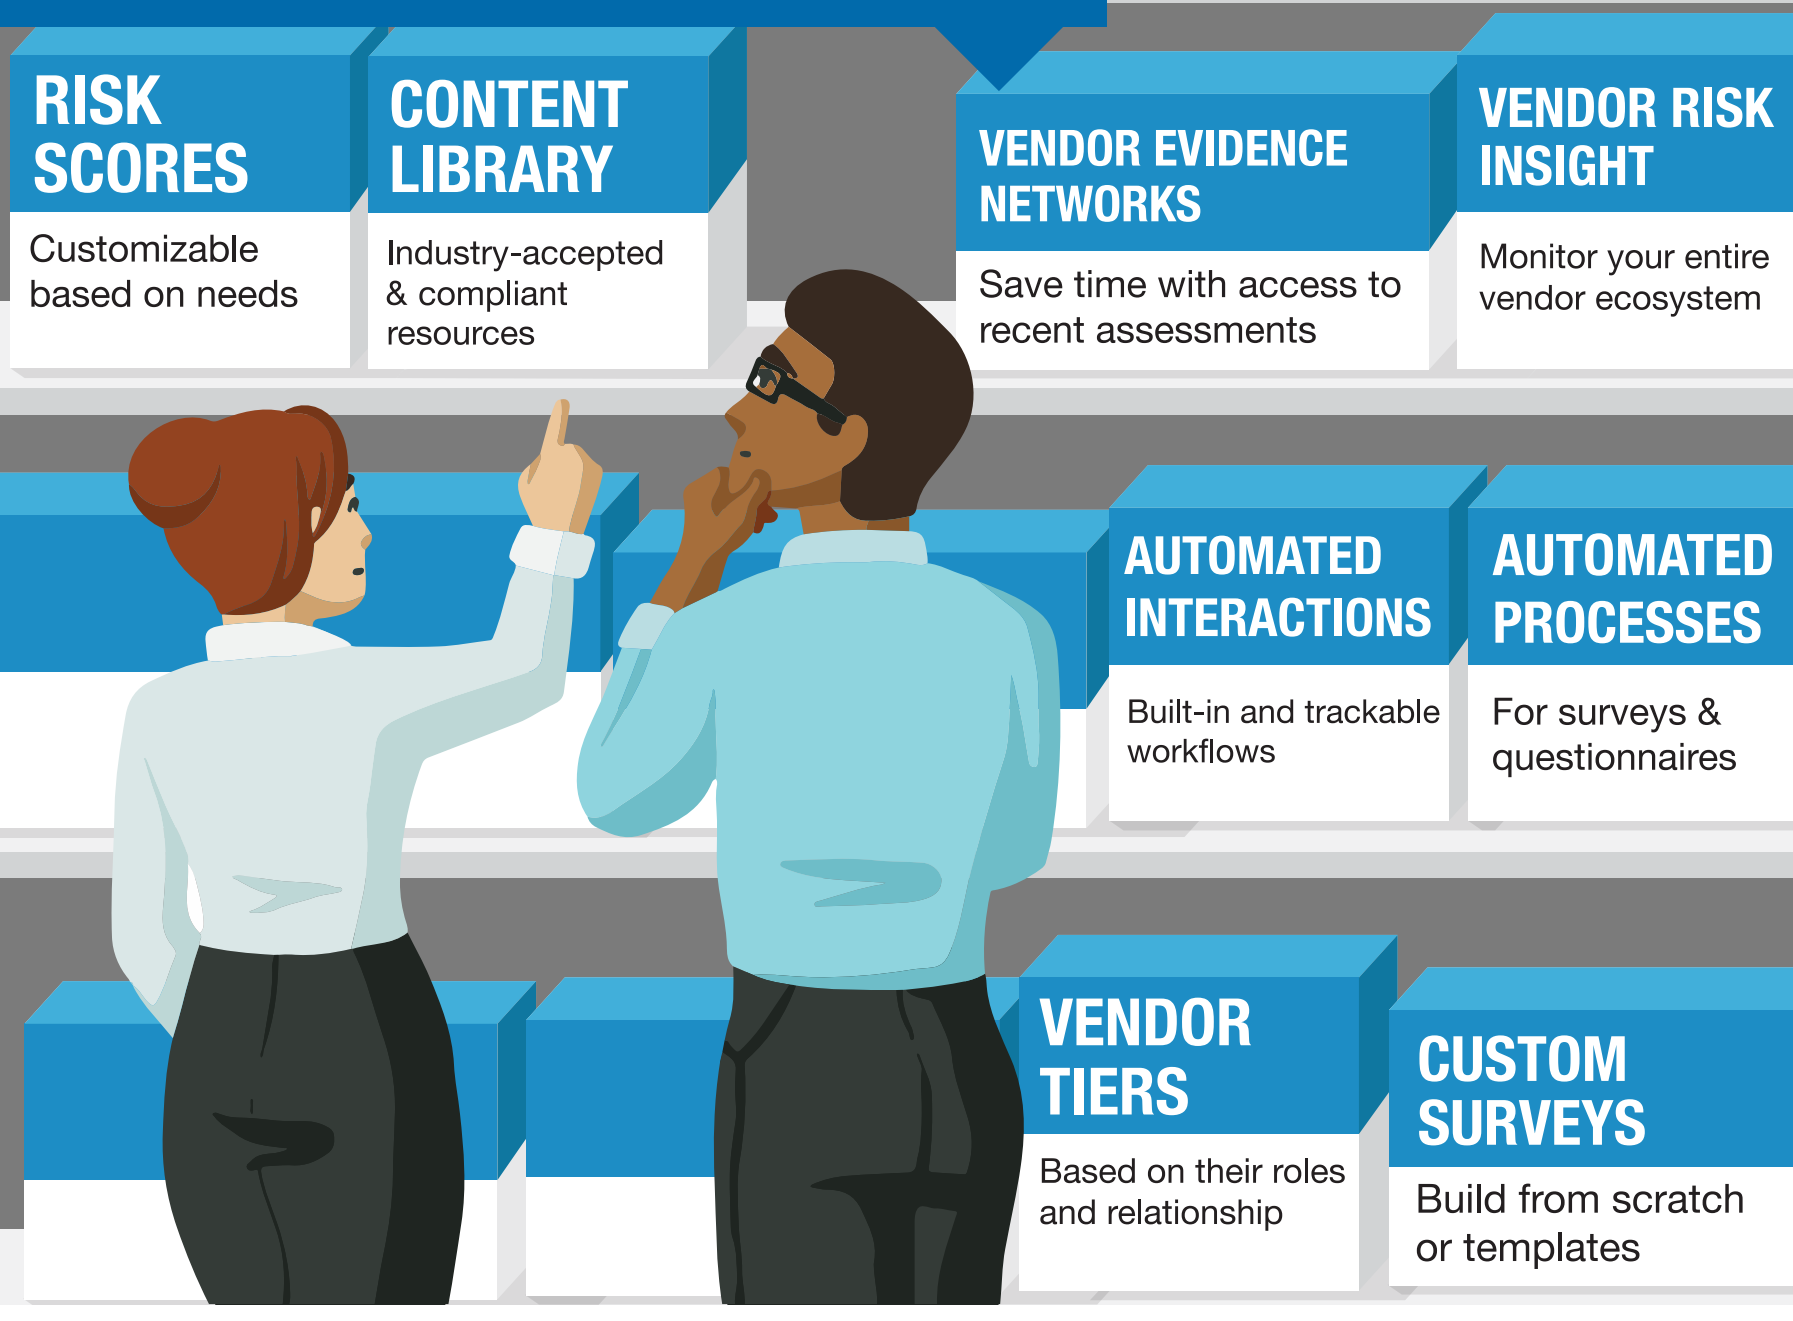 RISK
SCORES
Customizable
based on needs
CONTENT
LIBRARY
Industry-accepted
& compliant
resources
VENDOR EVIDENCE
NETWORKS
Save time with access to
recent assessments
VENDOR RISK
INSIGHT
Monitor your entire
vendor ecosystem
AUTOMATED
INTERACTIONS
Built-in and trackable
workflows
AUTOMATED
PROCESSES
For surveys &
questionnaires
VENDOR
TIERS
Based on their roles
and relationship
CUSTOM
SURVEYS
Build from scratch
or templates